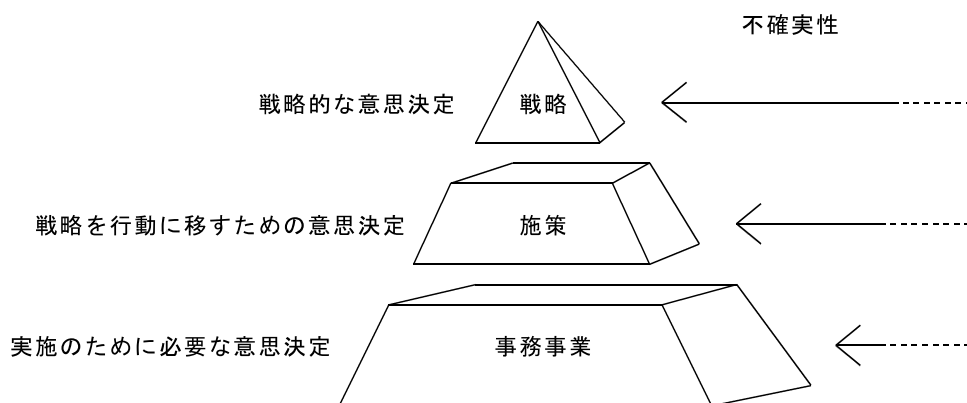 不確実性
戦略的な意思決定
戦略
戦略を行動に移すための意思決定
施策
実施のために必要な意思決定
事務事業